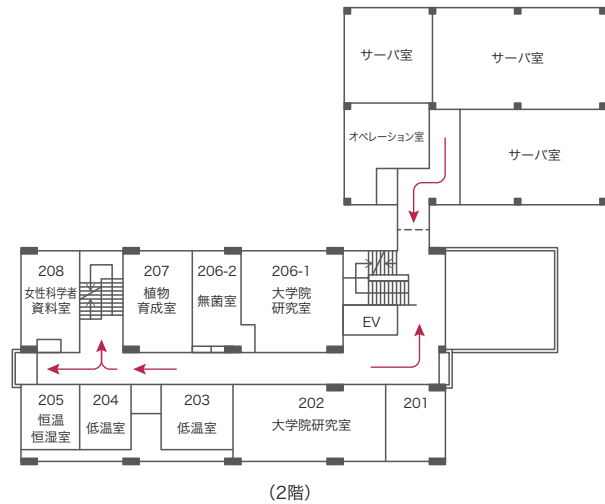 サーバ室
サーバ室
オペレーション室
サーバ室
208
女性科学者
資料室
207
植物
育成室
206-2
無菌室
206-1
大学院
研究室
EV
205
恒温
恒湿室
204
低温室
203
低温室
202
大学院研究室
201
(2階)